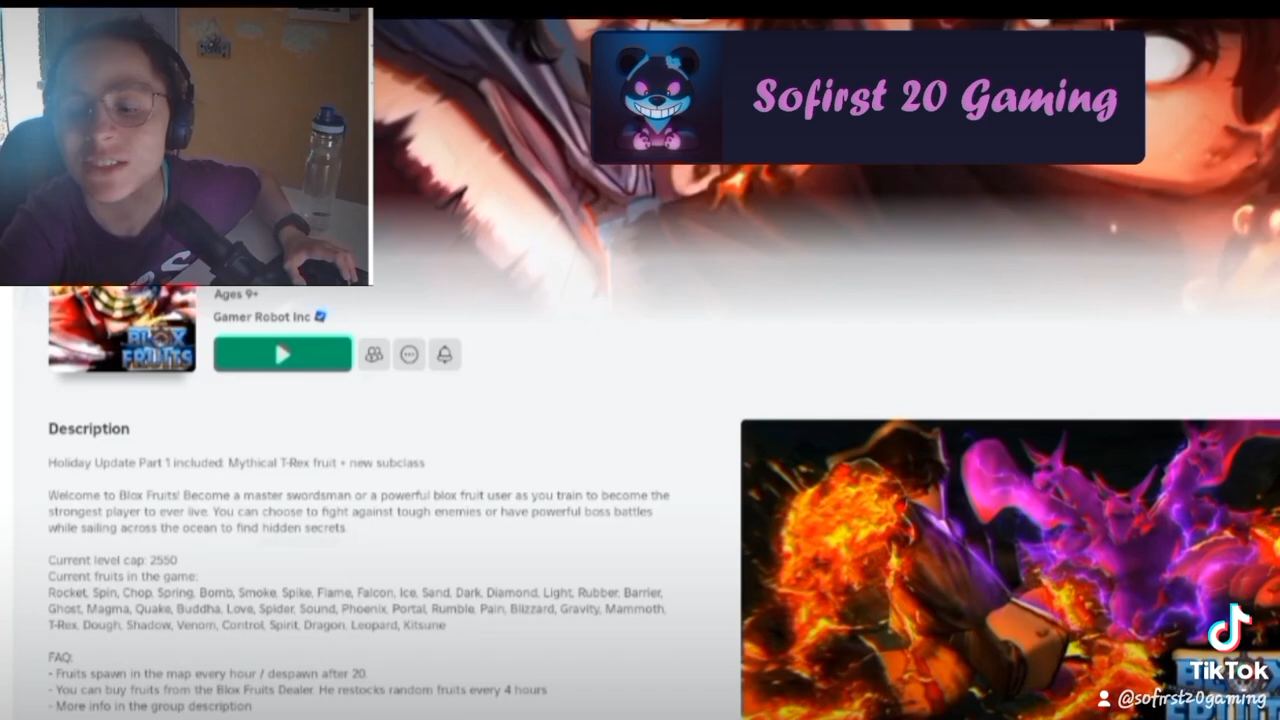 Sofirst 20 Gaming
Ages 9+
Gamer Robot Inc
BLOX
FRUITS
Description
Holiday Update Part 1 included: Mythical T-Rex fruit + new subclass
Welcome to Blox Fruits! Become a master swordsman or a powerful blox fruit user as you train to become the
strongest player to ever live. You can choose to fight against tough enemies or have powerful boss battles
while sailing across the ocean to find hidden secrets.
Current level cap: 2550
Current fruits in the game:
Rocket, Spin, Chop, Spring, Bomb, Smoke, Spike, Flame, Falcon, Ice, Sand, Dark, Diamond, Light, Rubber, Barrier,
Ghost, Magma, Quake, Buddha, Love, Spider, Sound, Phoenix, Portal, Rumble, Pain, Blizzard, Gravity, Mammoth,
T-Rex, Dough, Shadow, Venom, Control, Spirit, Dragon, Leopard, Kitsune
FAQ:
- Fruits spawn in the map every hour / despawn after 20.
- You can buy fruits from the Blox Fruits Dealer. He restocks random fruits every 4 hours
- More info in the group description
TikTok
@sofirst20gaming